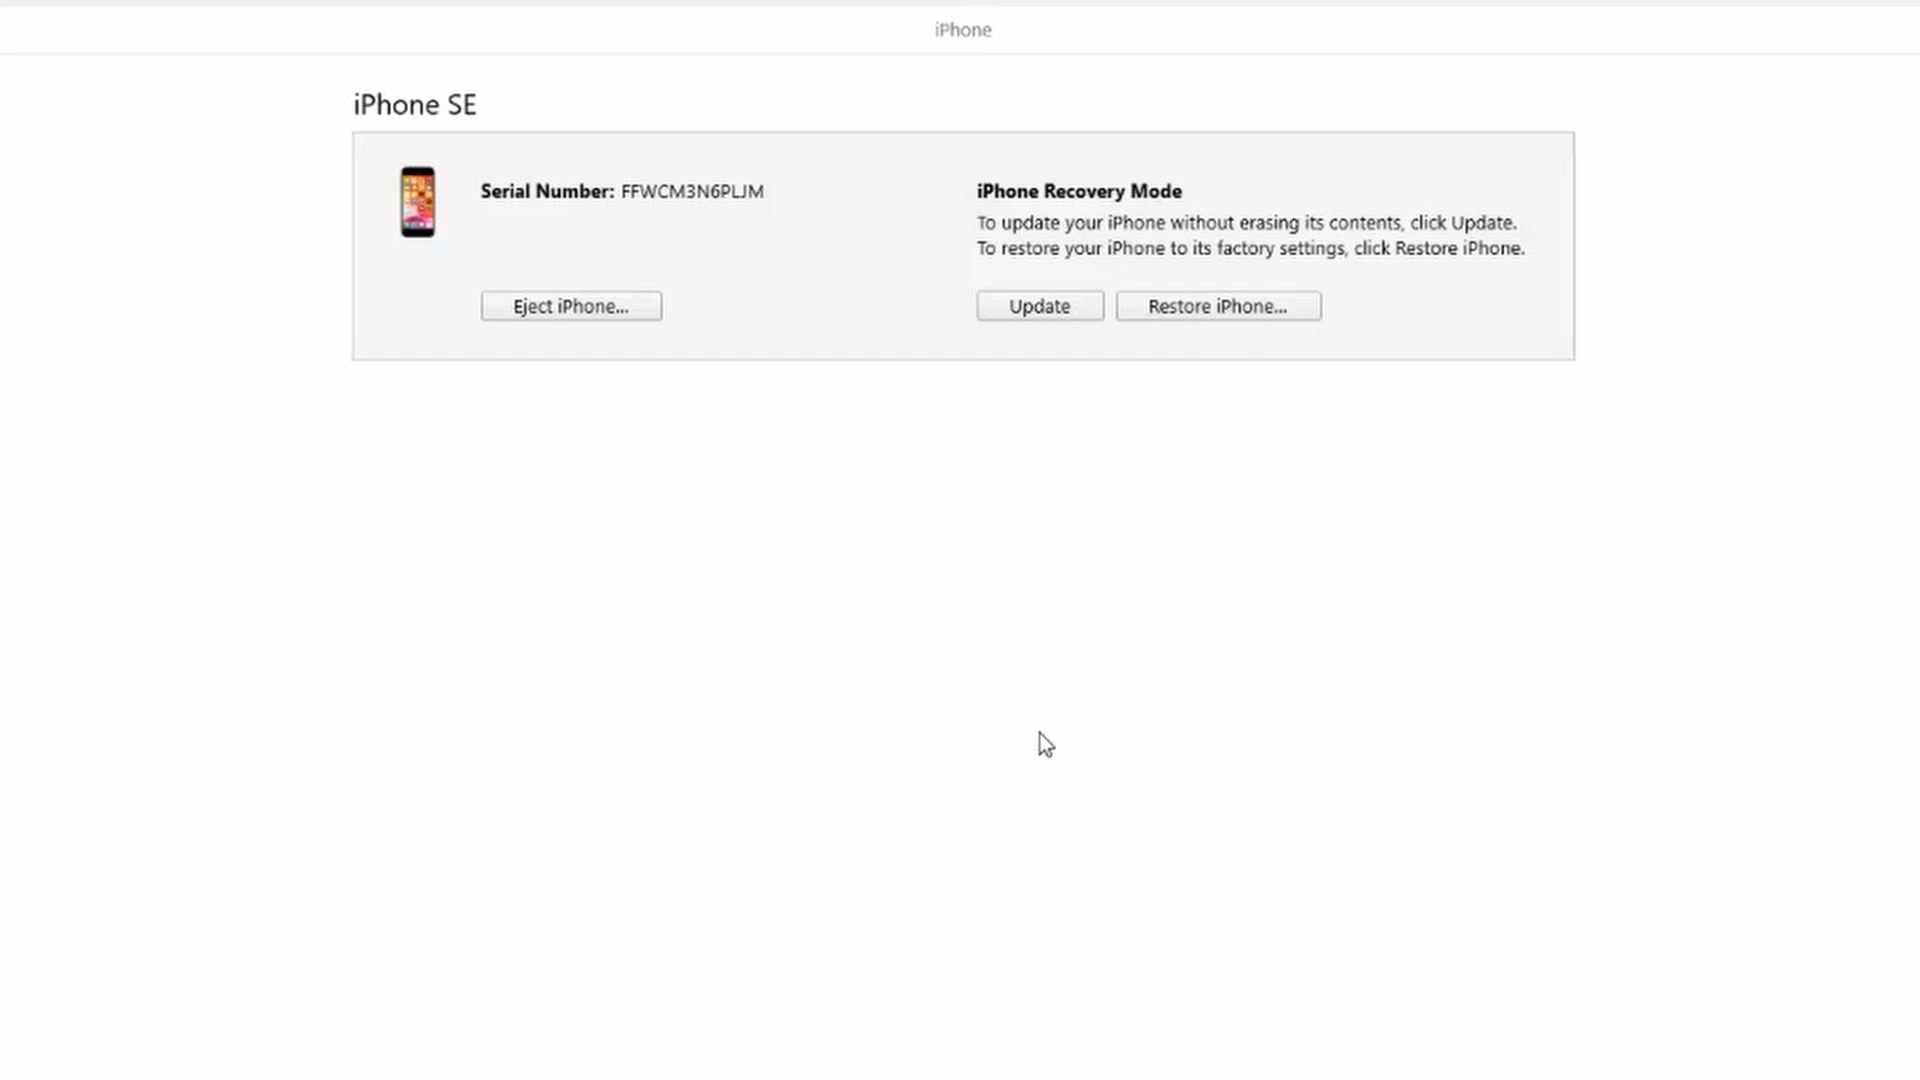 iPhone
iPhone SE
Serial Number: FFWCM3N6PLJM
iPhone Recovery Mode
To update your iPhone without erasing its contents, click Update.
To restore your iPhone to its factory settings, click Restore iPhone.
Eject iPhone...
Update
Restore iPhone...